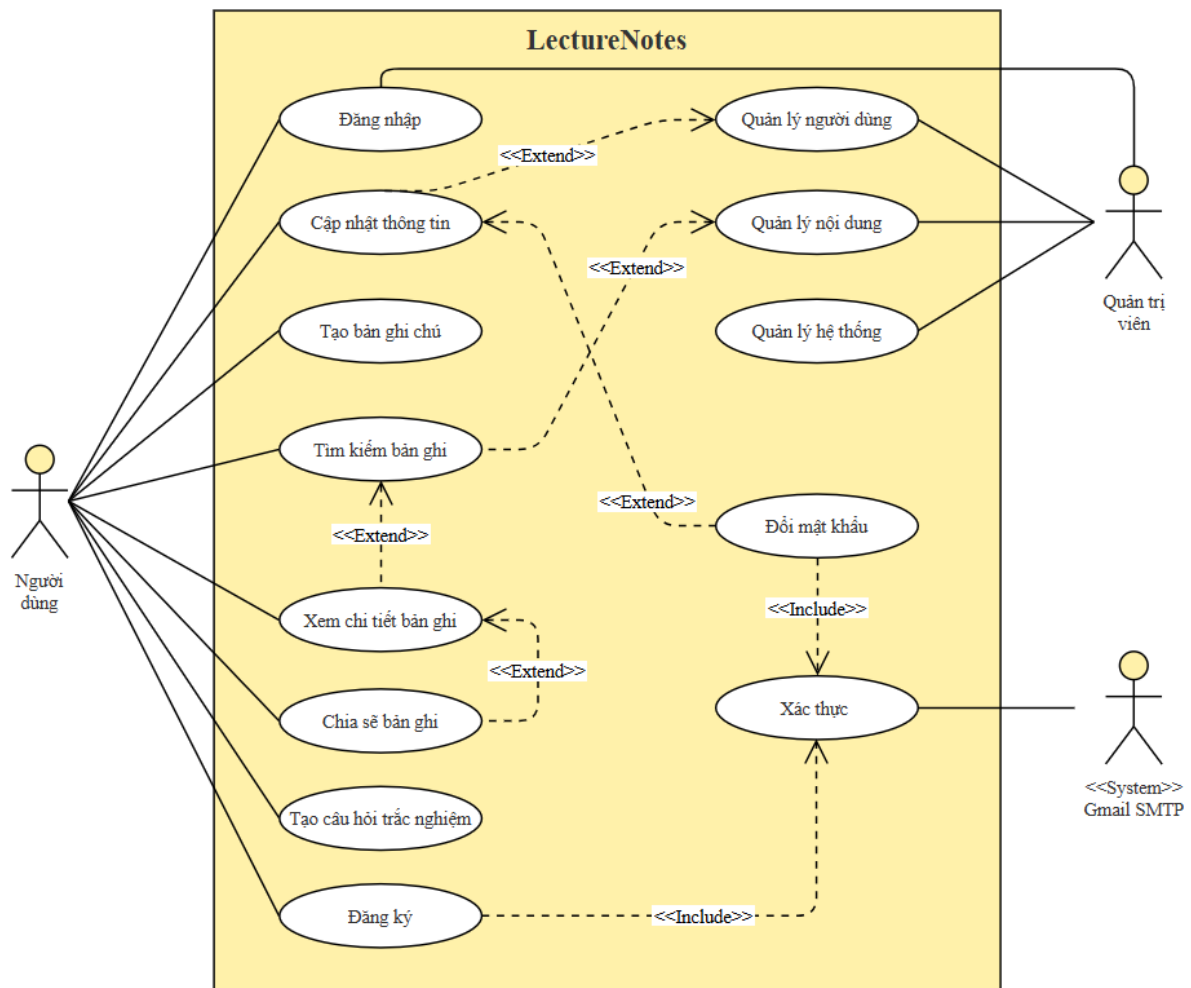 LectureNotes
Đăng nhập
Quản lý người dùng
<<Extend>>
Cập nhật thông tin
Quản lý nội dung
<<Extend>>
Quản trị
viên
Tạo bản ghi chú
Quản lý hệ thống
Tìm kiếm bản ghi
<<Extend>>
Đổi mật khẩu
<<Extend>>
Người
dùng
<<Include>>
Xem chi tiết bản ghi
<<Extend>>
Chia sẽ bản ghi
Xác thực
<<System>>
Gmail SMTP
Tạo câu hỏi trắc nghiệm
Đăng ký
<<Include>>